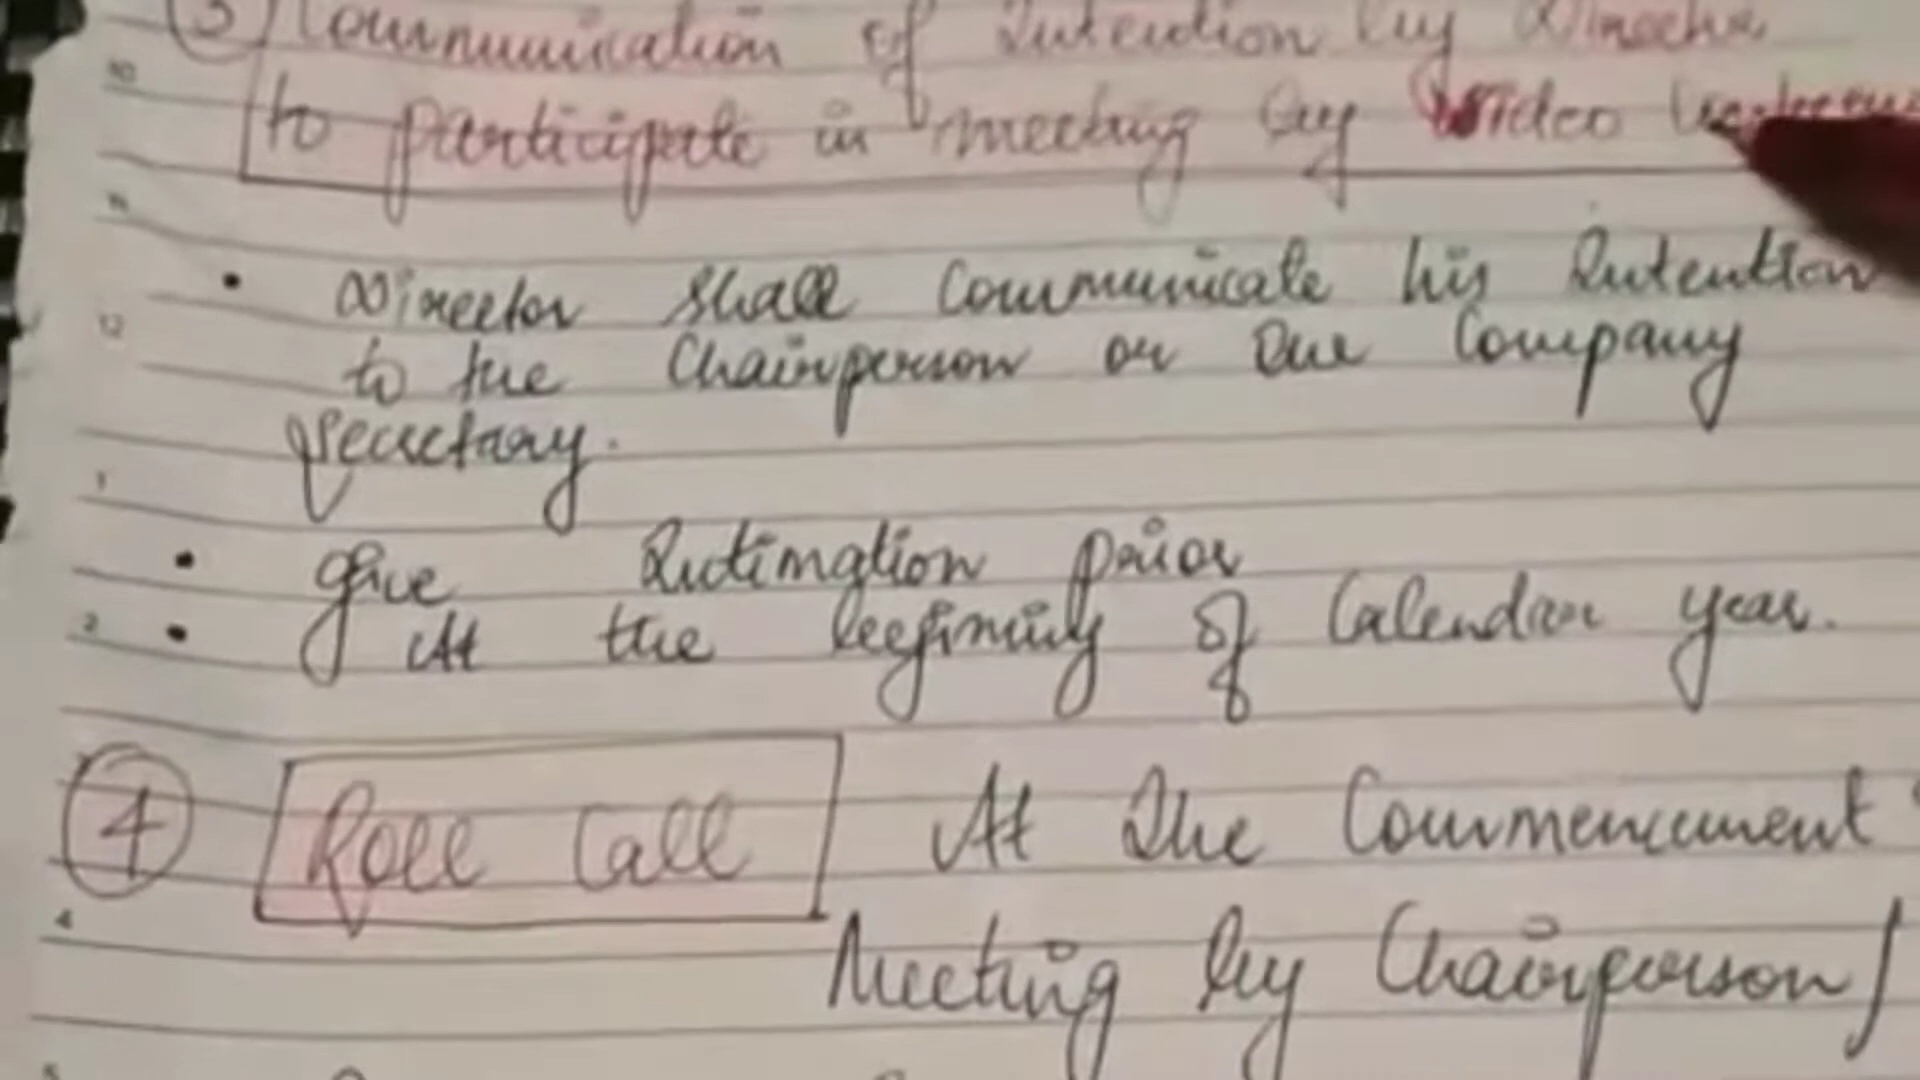 3 Communication of Intention by Director
to participate in meeting by Video
• Director shall communicate his Intention
to the Chairperson or the Company
Secretary.
• give Intimation prior
• At the beginning of Calendar year.
4 Roll Call At the Commencement
Meeting by Chairperson/